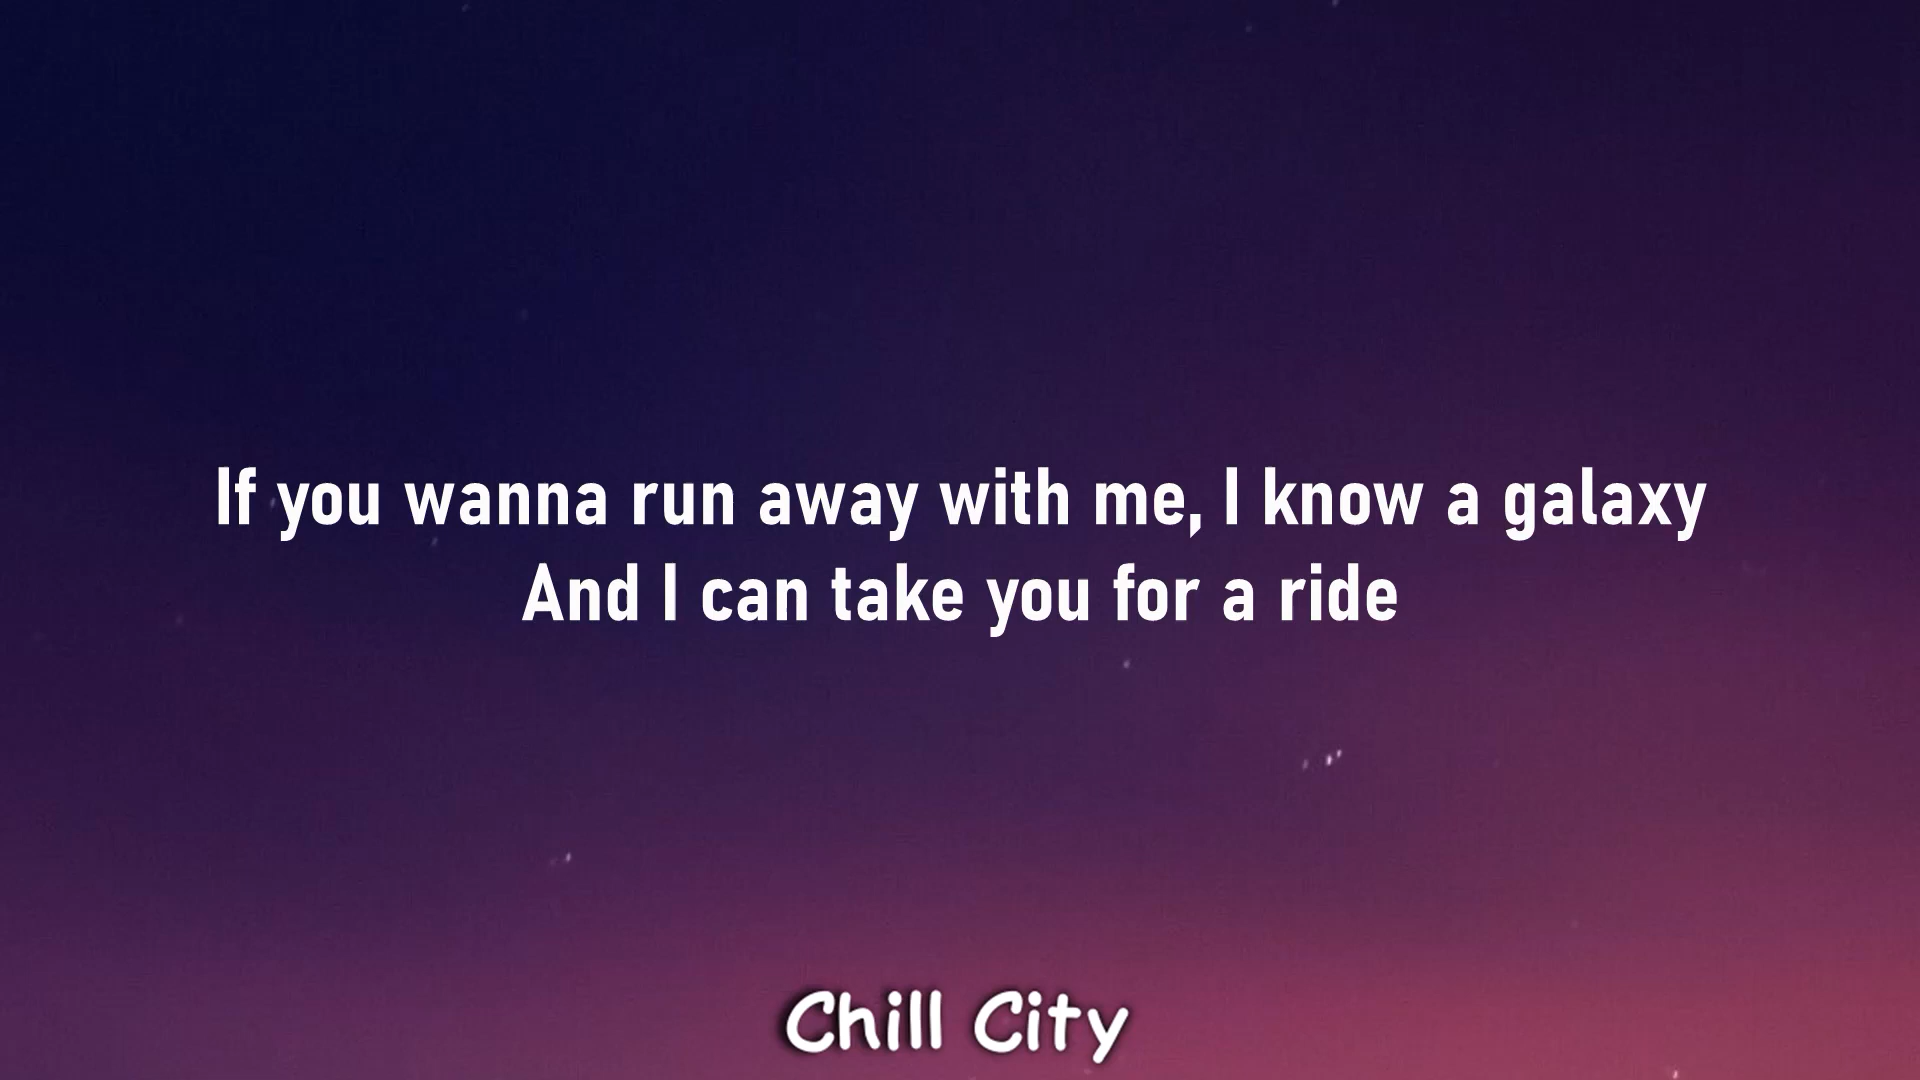 If you wanna run away with me, I know a galaxy
And I can take you for a ride
Chill City